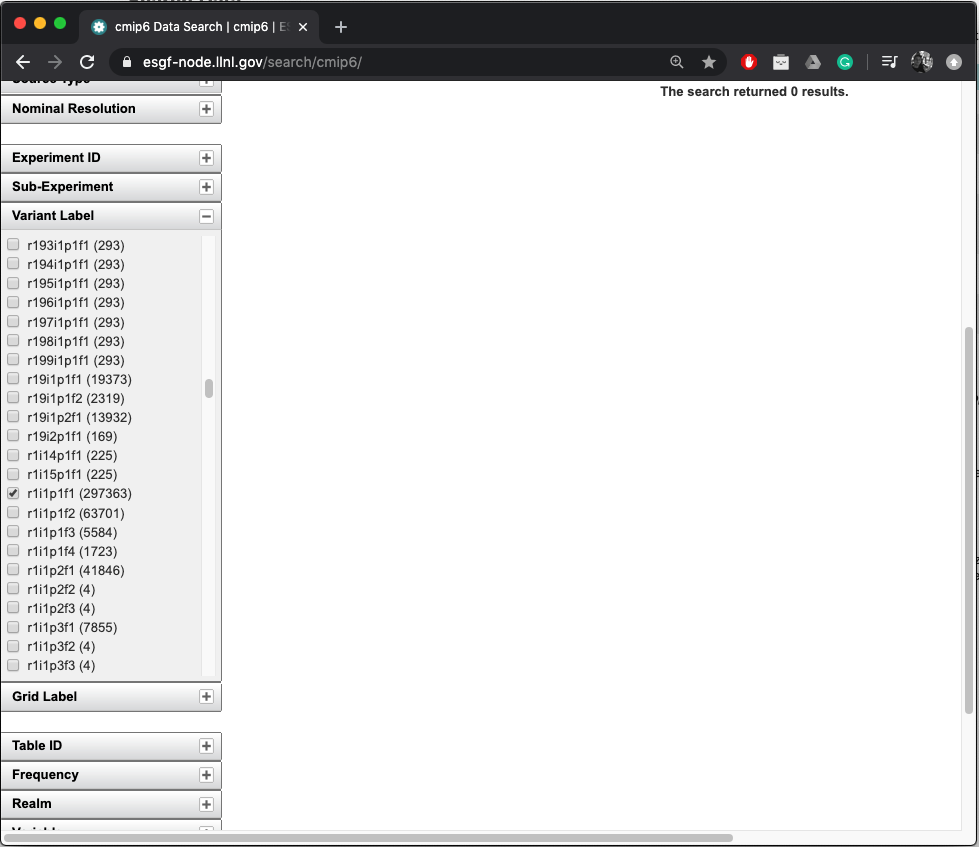 cmip6 Data Search | cmip6 | E
esgf-node.llnl.gov/search/cmip6/
Source Type
The search returned 0 results.
Nominal Resolution
Experiment ID
Sub-Experiment
Variant Label
r193i1p1f1 (293)
r194i1p1f1 (293)
r195i1p1f1 (293)
r196i1p1f1 (293)
r197i1p1f1 (293)
r198i1p1f1 (293)
r199i1p1f1 (293)
r19i1p1f1 (19373)
r19i1p1f2 (2319)
r19i1p2f1 (13932)
r19i2p1f1 (169)
r1i14p1f1 (225)
r1i15p1f1 (225)
r1i1p1f1 (297363)
r1i1p1f2 (63701)
r1i1p1f3 (5584)
r1i1p1f4 (1723)
r1i1p2f1 (41846)
r1i1p2f2 (4)
r1i1p2f3 (4)
r1i1p3f1 (7855)
r1i1p3f2 (4)
r1i1p3f3 (4)
Grid Label
Table ID
Frequency
Realm